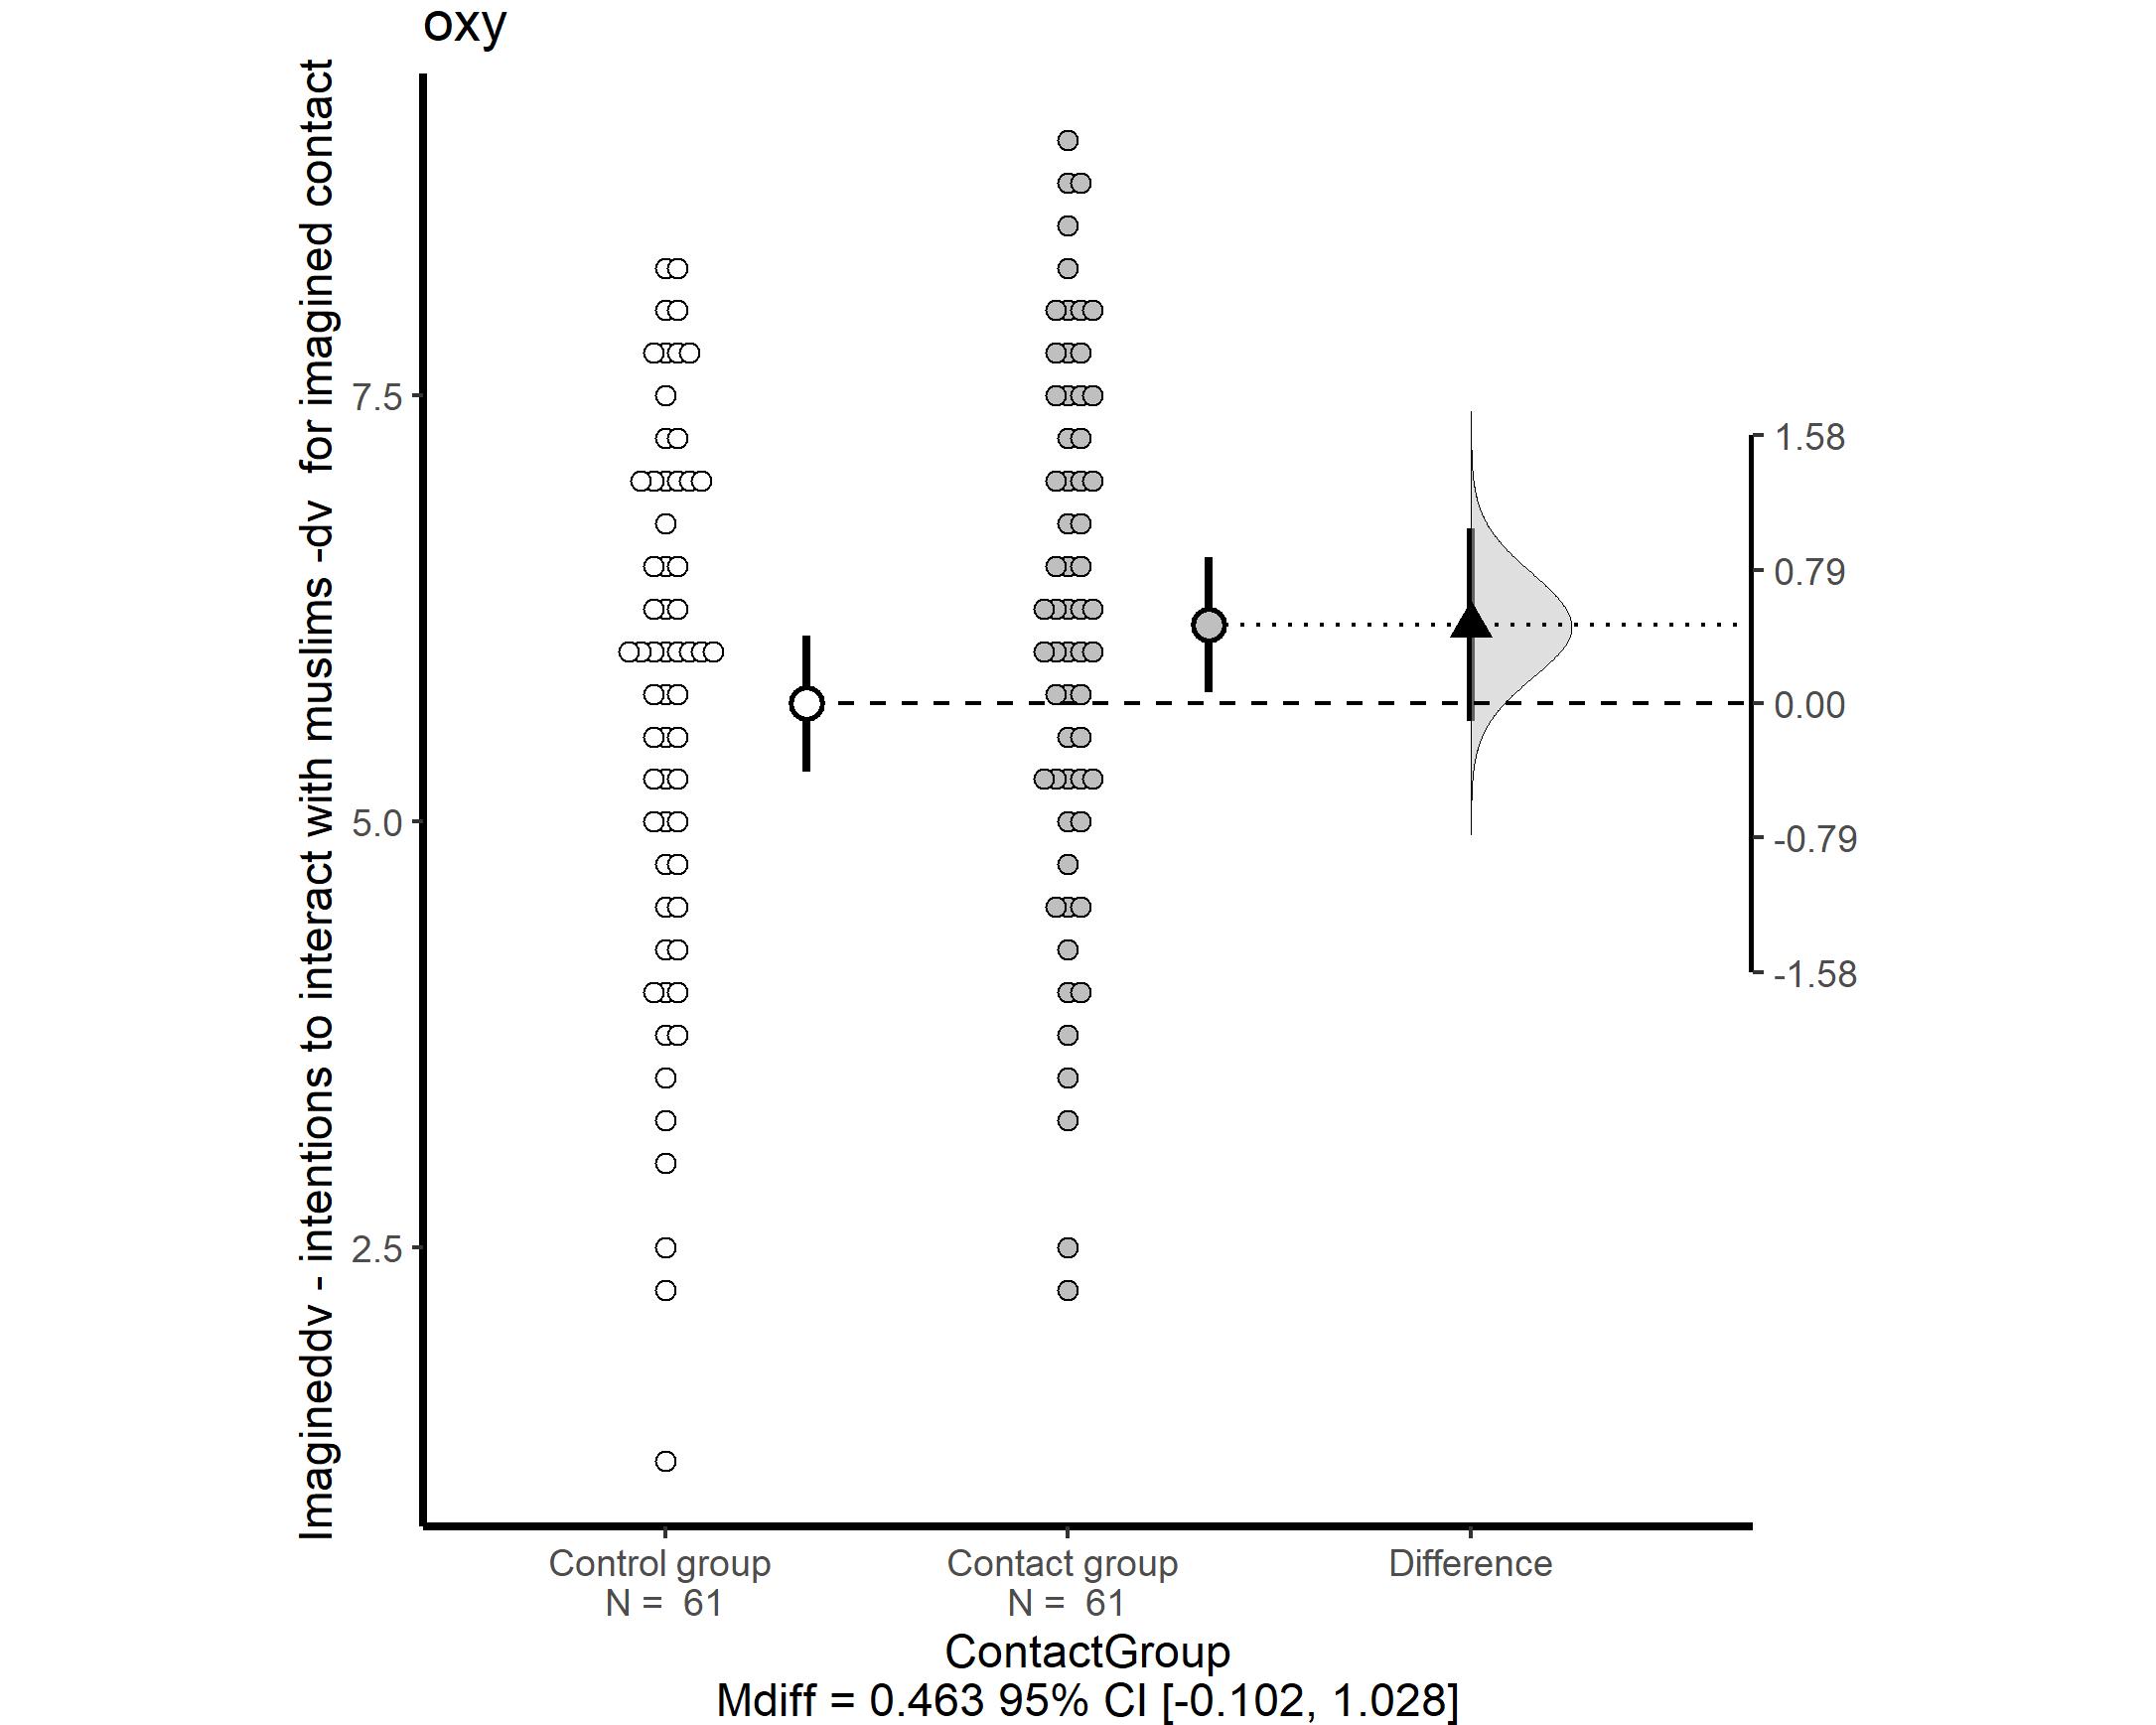 oxy
Imagineddv - intentions to interact with muslims -dv  for imagined contact
7.5
5.0
2.5
1.58
0.79
0.00
-0.79
-1.58
Control group
N =  61
Contact group
N =  61
Difference
ContactGroup
Mdiff = 0.463 95% CI [-0.102, 1.028]